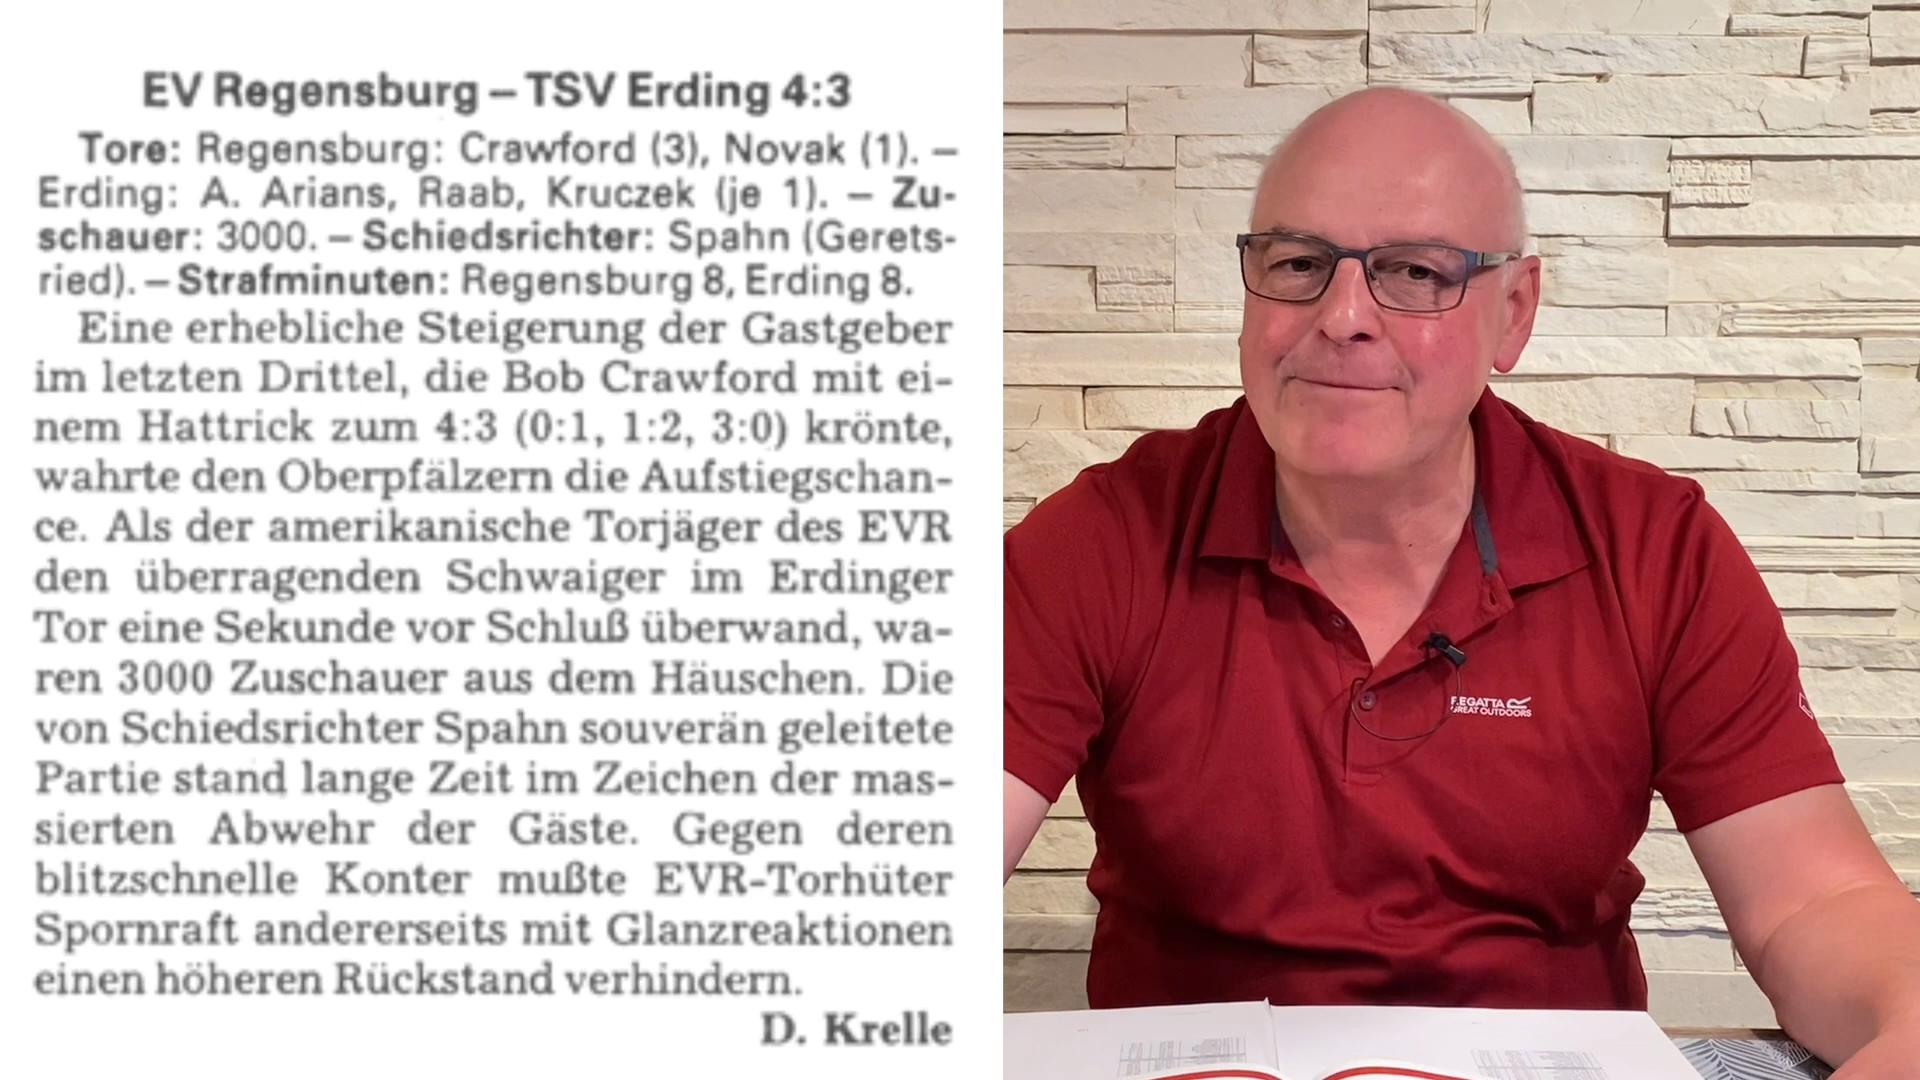 EV Regensburg – TSV Erding 4:3
Tore: Regensburg: Crawford (3), Novak (1). –
Erding: A. Arians, Raab, Kruczek (je 1). – Zu-
schauer: 3000. – Schiedsrichter: Spahn (Gerets-
ried). – Strafminuten: Regensburg 8, Erding 8.
Eine erhebliche Steigerung der Gastgeber
im letzten Drittel, die Bob Crawford mit ei-
nem Hattrick zum 4:3 (0:1, 1:2, 3:0) krönte,
wahrte den Oberpfälzern die Aufstiegschan-
ce. Als der amerikanische Torjäger des EVR
den überragenden Schwaiger im Erdinger
Tor eine Sekunde vor Schluß überwand, wa-
ren 3000 Zuschauer aus dem Häuschen. Die
von Schiedsrichter Spahn souverän geleitete
Partie stand lange Zeit im Zeichen der mas-
sierten Abwehr der Gäste. Gegen deren
blitzschnelle Konter mußte EVR-Torhüter
Spornraft andererseits mit Glanzreaktionen
einen höheren Rückstand verhindern.
D. Krelle
REGATTA
GREAT OUTDOORS